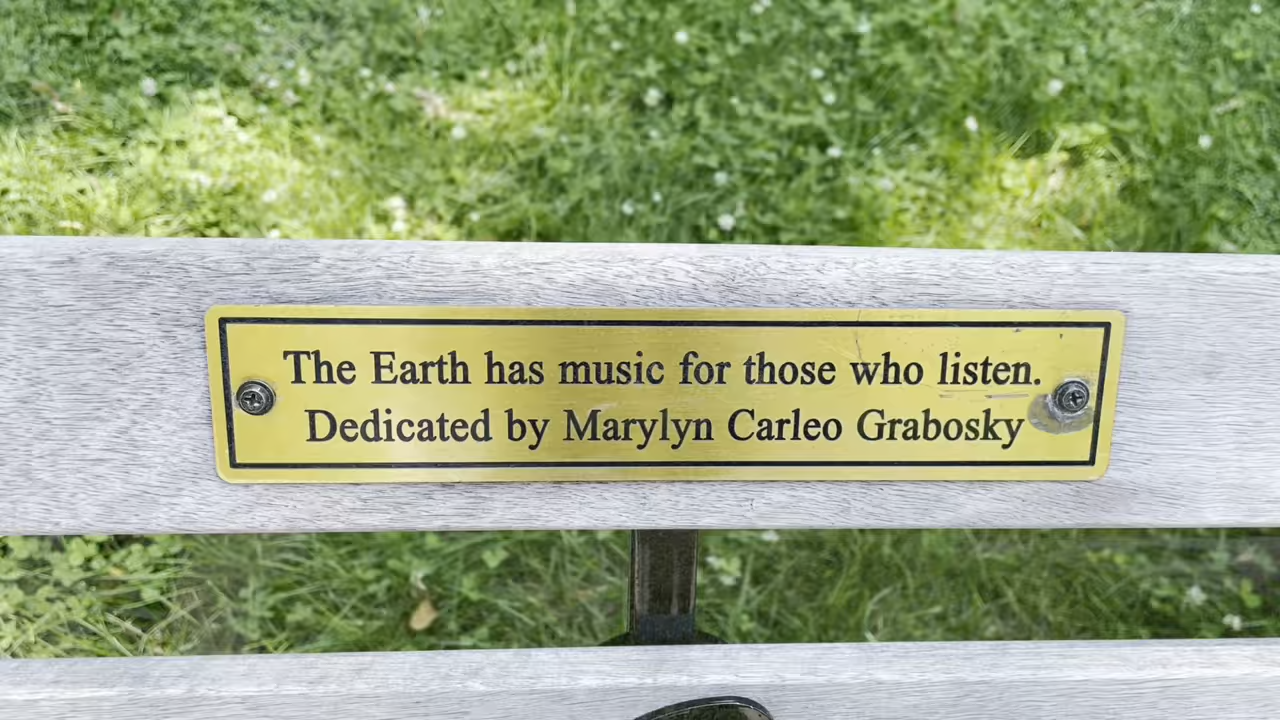 The Earth has music for those who listen.
Dedicated by Marylyn Carleo Grabosky